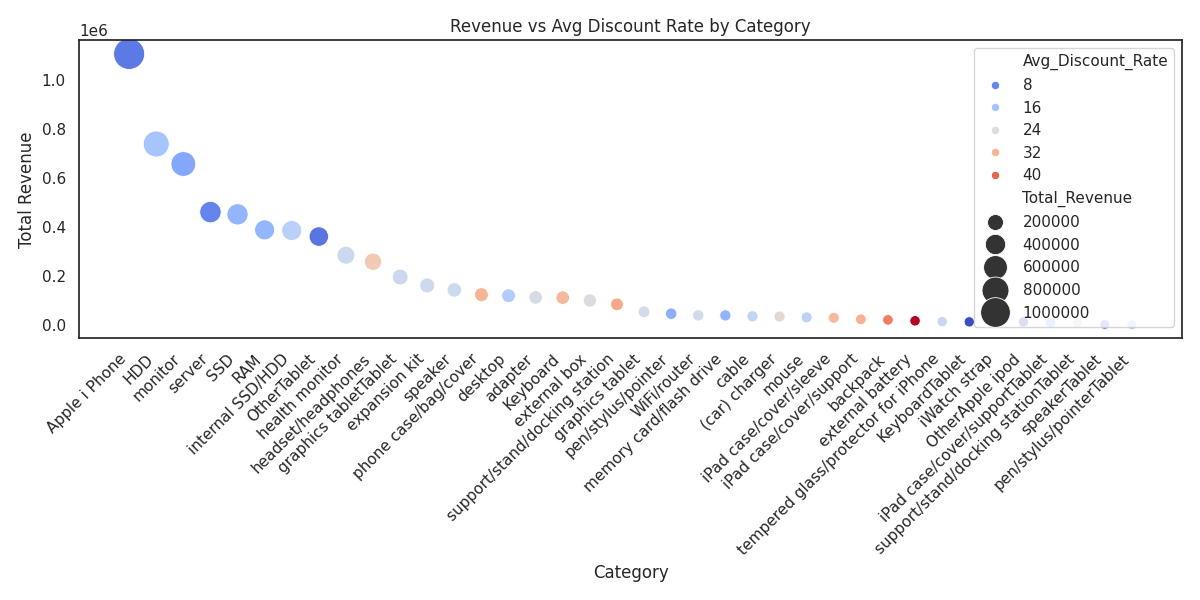 Revenue vs Avg Discount Rate by Category
1e6
Total Revenue
1.0
0.8
0.6
0.4
0.2
0.0
Avg_Discount_Rate
8
16
24
32
40
Total_Revenue
200000
400000
600000
800000
1000000
Apple i Phone
HDD
monitor
server
SSD
RAM
internal SSD/HDD
OtherTablet
health monitor
headset/headphones
graphics tabletTablet
expansion kit
speaker
phone case/bag/cover
desktop
adapter
Keyboard
external box
support/stand/docking station
graphics tablet
pen/stylus/pointer
WiFi/router
memory card/flash drive
cable
(car) charger
mouse
iPad case/cover/sleeve
iPad case/cover/support
backpack
external battery
tempered glass/protector for iPhone
KeyboardTablet
iWatch strap
OtherApple ipod
iPad case/cover/supportTablet
support/stand/docking stationTablet
speakerTablet
pen/stylus/pointerTablet
Category